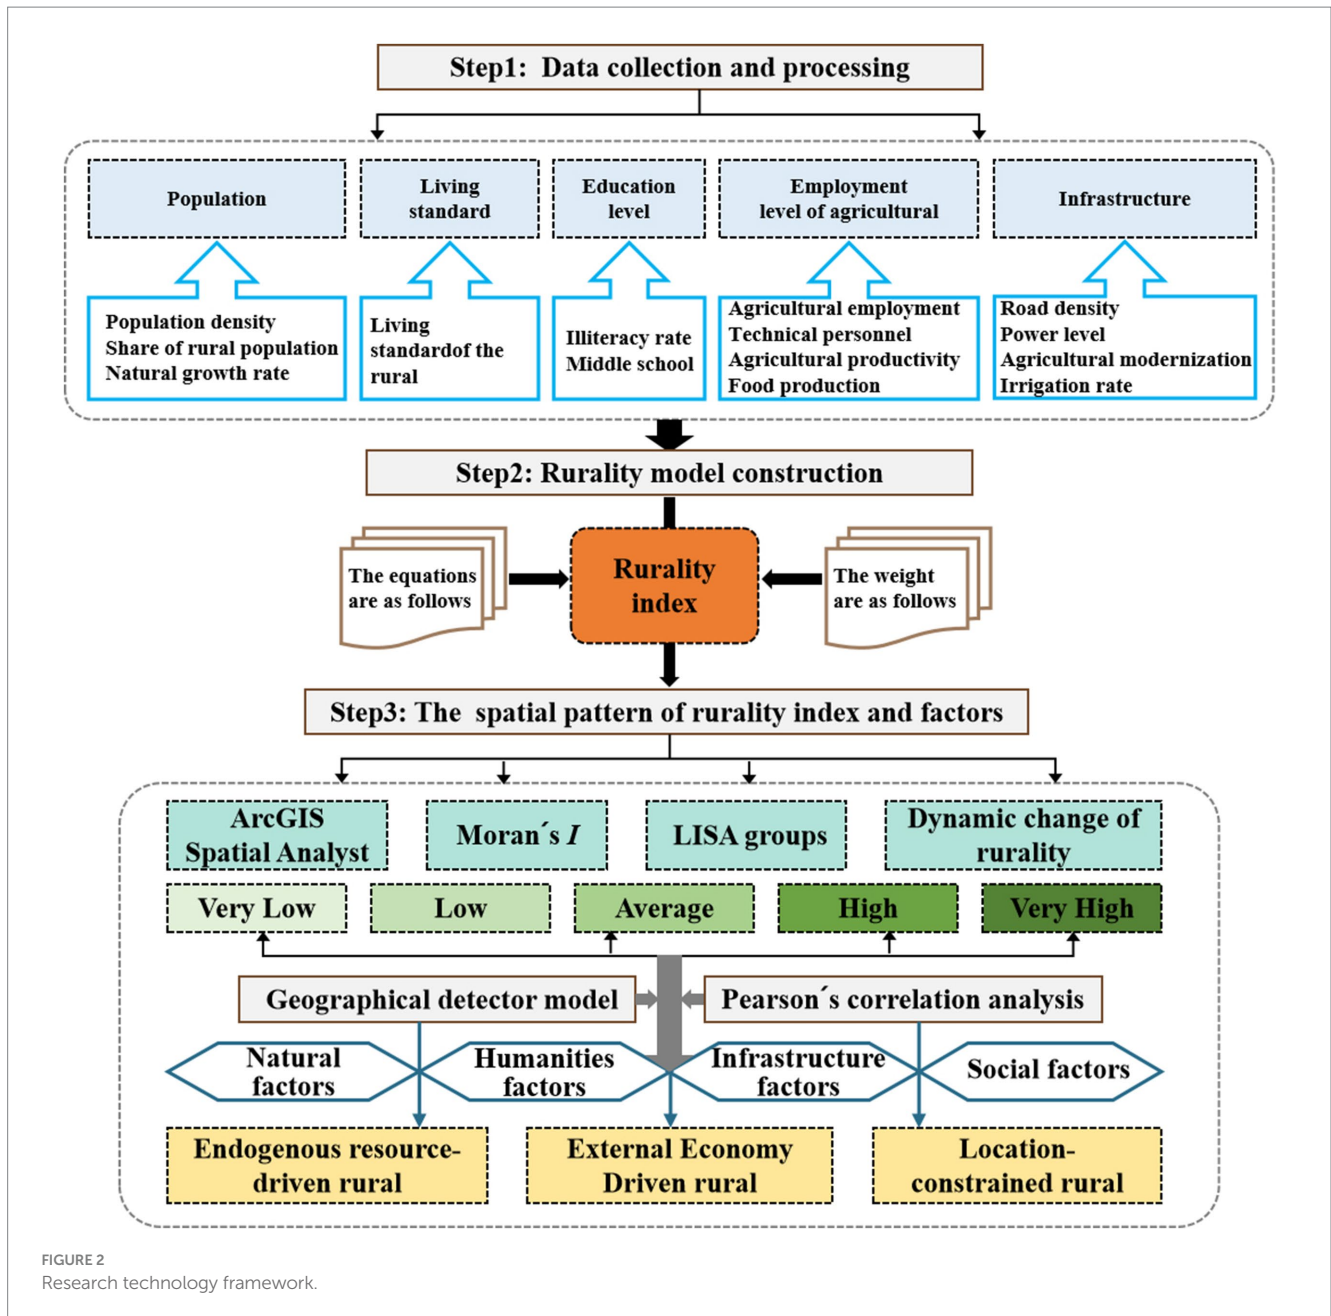 Step1: Data collection and processing
Population
Living
standard
Education
level
Employment
level of agricultural
Infrastructure
Population density
Share of rural population
Natural growth rate
Living
standardof the
rural
Illiteracy rate
Middle school
Agricultural employment
Technical personnel
Agricultural productivity
Food production
Road density
Power level
Agricultural modernization
Irrigation rate
Step2: Rurality model construction
The equations
are as follows
Rurality
index
The weight
are as follows
Step3: The spatial pattern of rurality index and factors
ArcGIS
Spatial Analyst
Moran´s I
LISA groups
Dynamic change of
rurality
Very Low
Low
Average
High
Very High
Geographical detector model
Pearson´s correlation analysis
Natural
factors
Humanities
factors
Infrastructure
factors
Social factors
Endogenous resource-
driven rural
External Economy
Driven rural
Location-
constrained rural
FIGURE 2
Research technology framework.